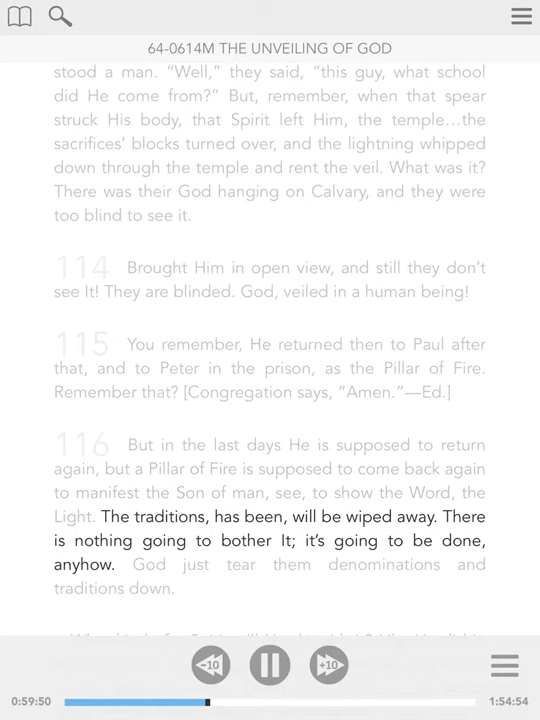 64-0614M THE UNVEILING OF GOD
stood a man. “Well,” they said, “this guy, what school
did He come from?” But, remember, when that spear
struck His body, that Spirit left Him, the temple…the
sacrifices’ blocks turned over, and the lightning whipped
down through the temple and rent the veil. What was it?
There was their God hanging on Calvary, and they were
too blind to see it.
114 Brought Him in open view, and still they don’t
see It! They are blinded. God, veiled in a human being!
115 You remember, He returned then to Paul after
that, and to Peter in the prison, as the Pillar of Fire.
Remember that? [Congregation says, “Amen.”—Ed.]
116 But in the last days He is supposed to return
again, but a Pillar of Fire is supposed to come back again
to manifest the Son of man, see, to show the Word, the
Light. The traditions, has been, will be wiped away. There
is nothing going to bother It; it’s going to be done,
anyhow. God just tear them denominations and
traditions down.
-10
+10
0:59:50
1:54:54